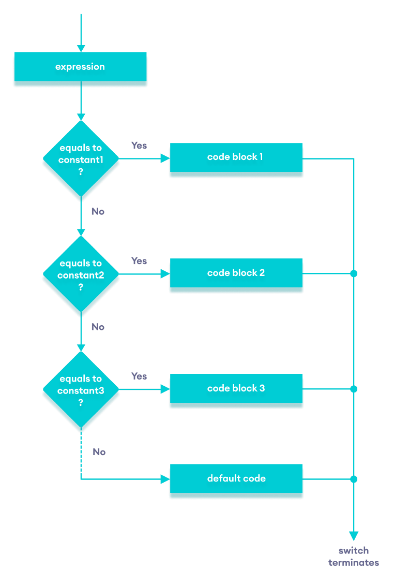 expression
equals to
constant1
?
Yes
code block 1
No
equals to
constant2
?
Yes
code block 2
No
equals to
constant3
?
Yes
code block 3
No
default code
switch
terminates